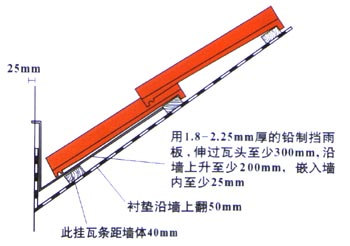 25mm
用1.8-2.25mm厚的铅制挡雨
板，伸过瓦头至少300mm，沿
墙上升至少200mm，嵌入墙
内至少25mm
衬垫沿墙上翻50mm
此挂瓦条距墙体40mm